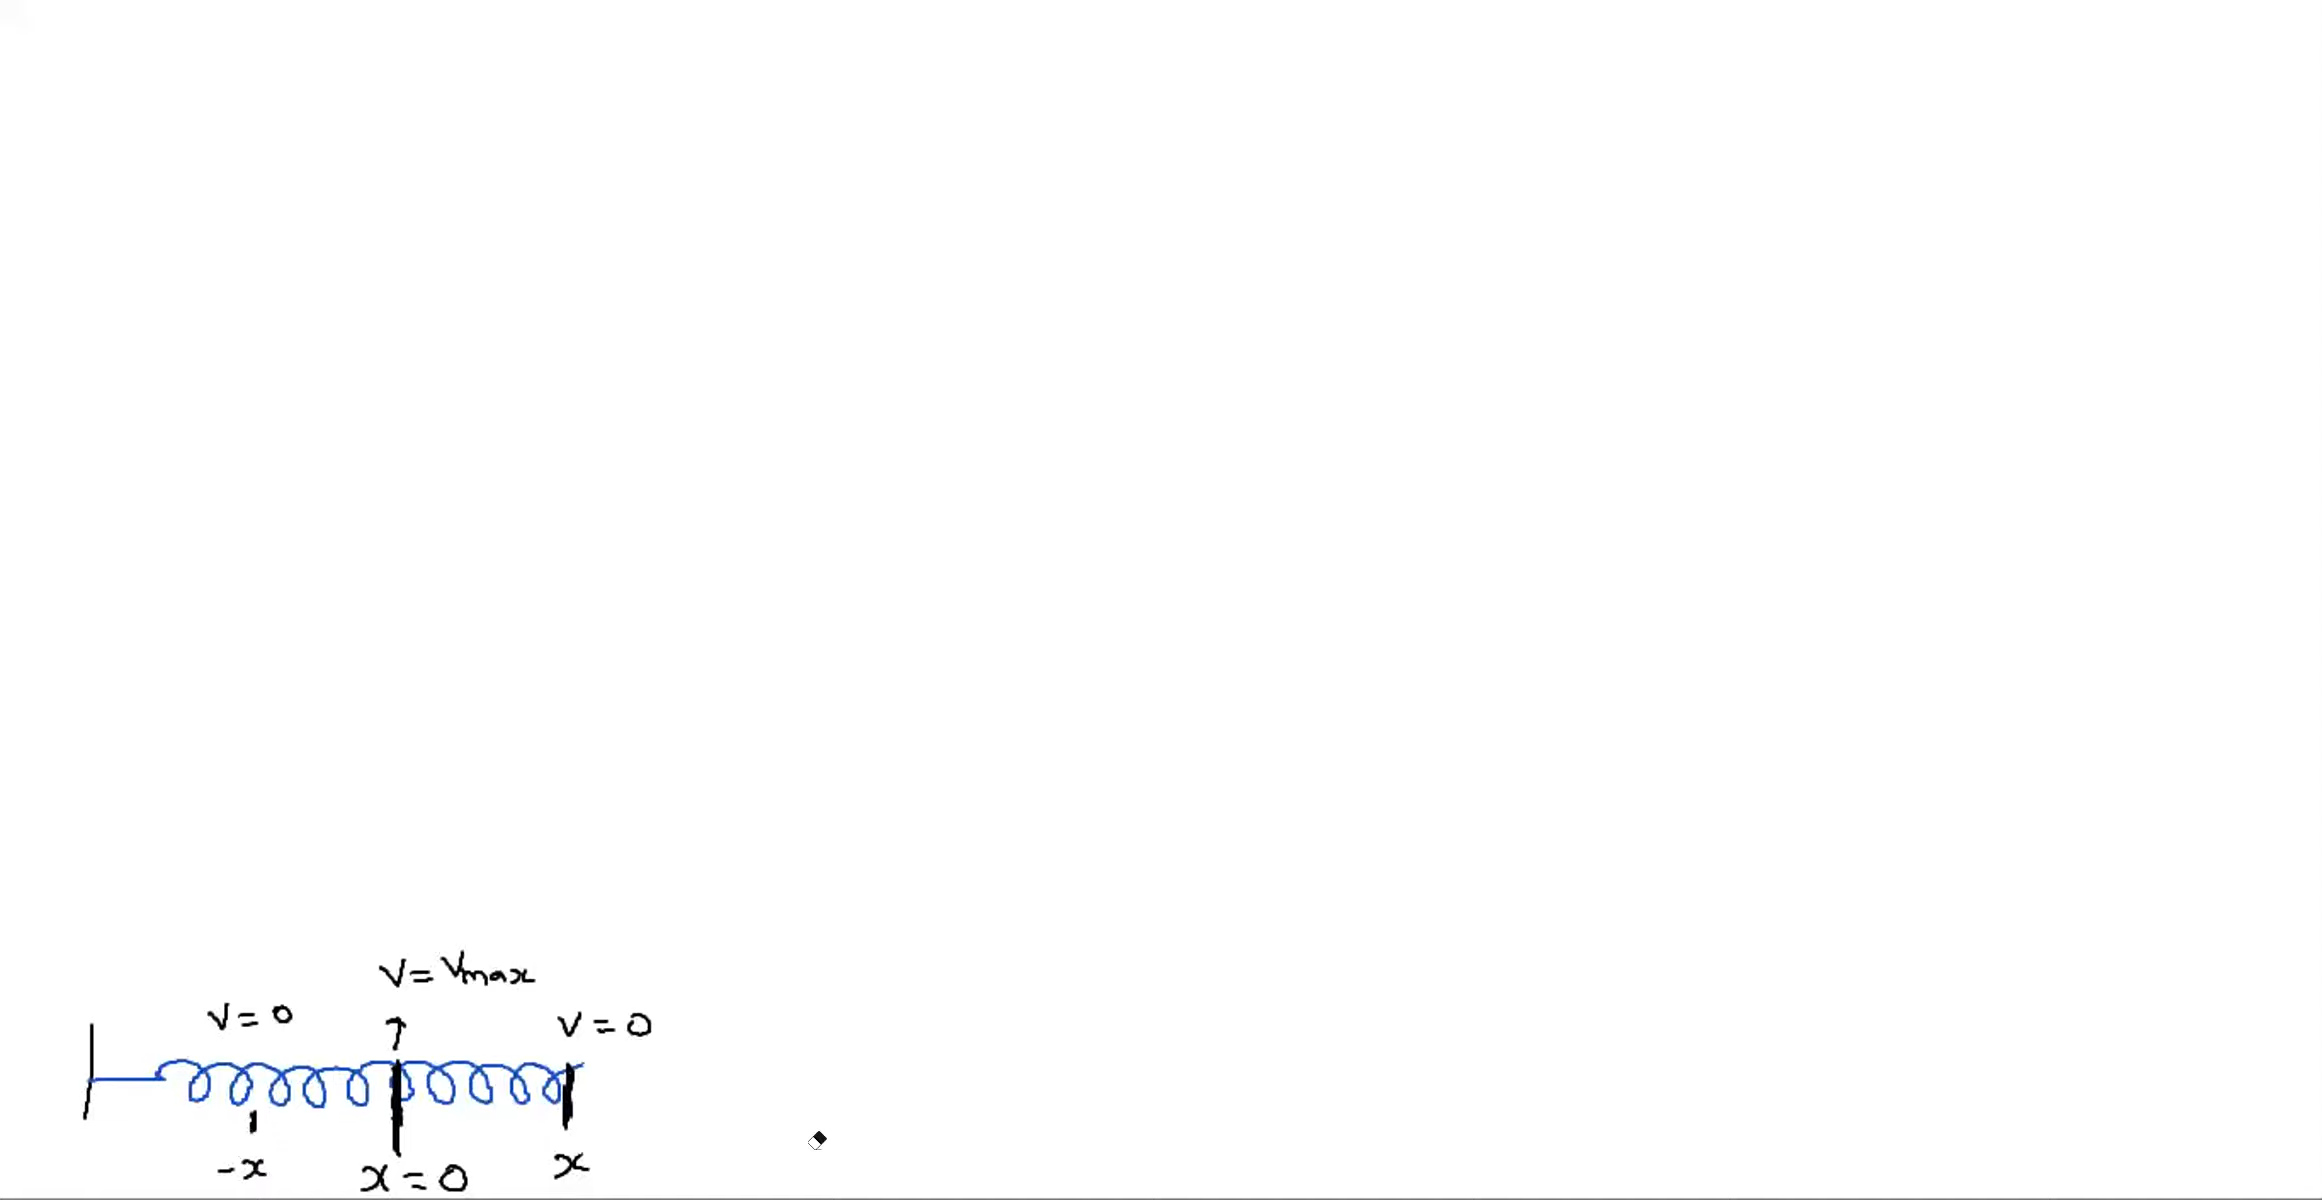 v = vmax
v = 0
v = 0
-x
x = 0
x